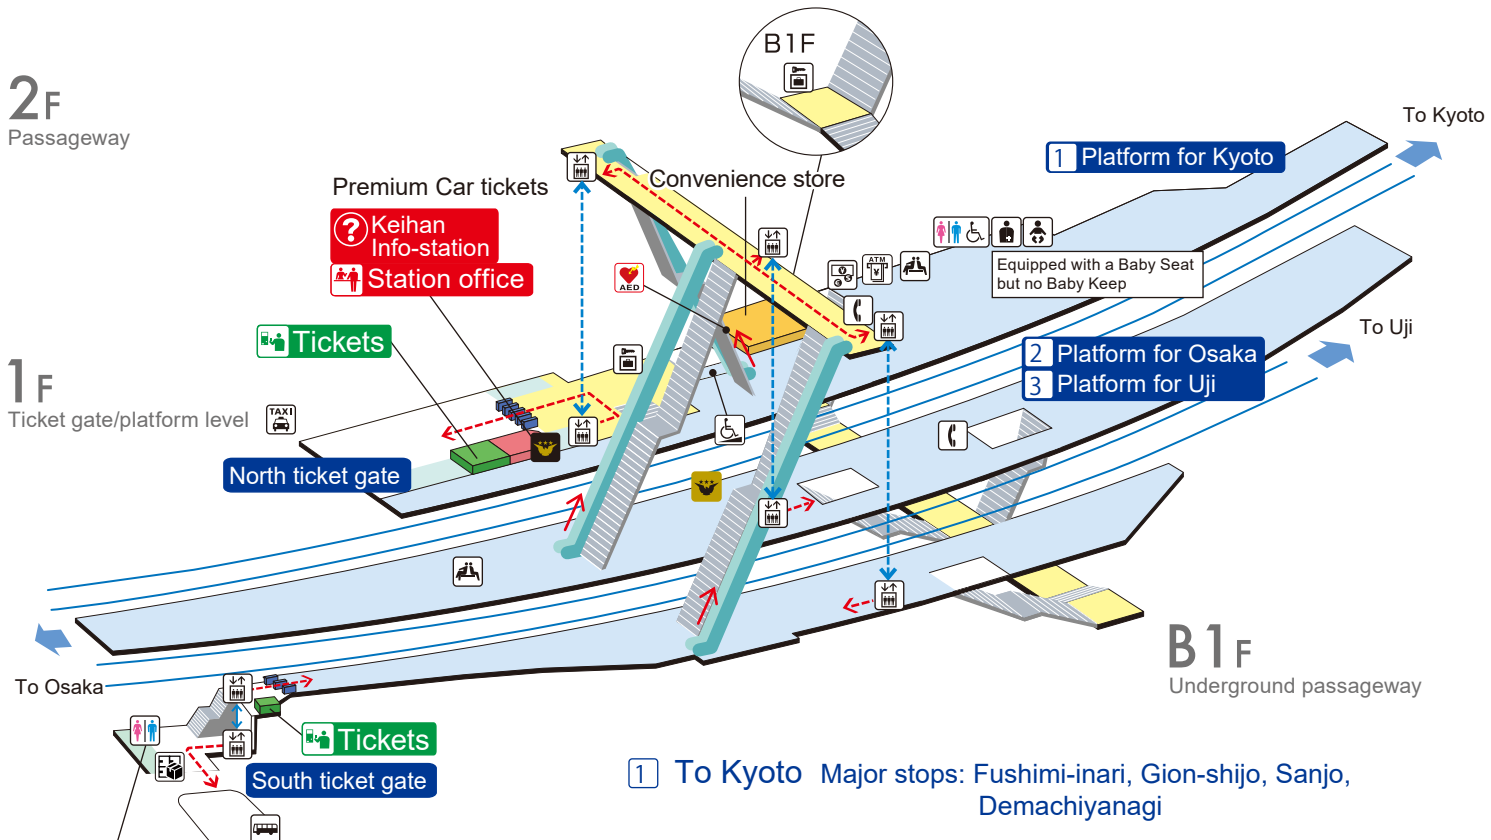 B1F
2F
Passageway
To Kyoto
1 Platform for Kyoto
Premium Car tickets
Convenience store
? Keihan
Info-station
Station office
AED
ATM
¥
Equipped with a Baby Seat
but no Baby Keep
Tickets
To Uji
2 Platform for Osaka
3 Platform for Uji
1F
Ticket gate/platform level
TAXI
North ticket gate
B1F
Underground passageway
To Osaka
Tickets
South ticket gate
1 To Kyoto Major stops: Fushimi-inari, Gion-shijo, Sanjo,
Demachiyanagi